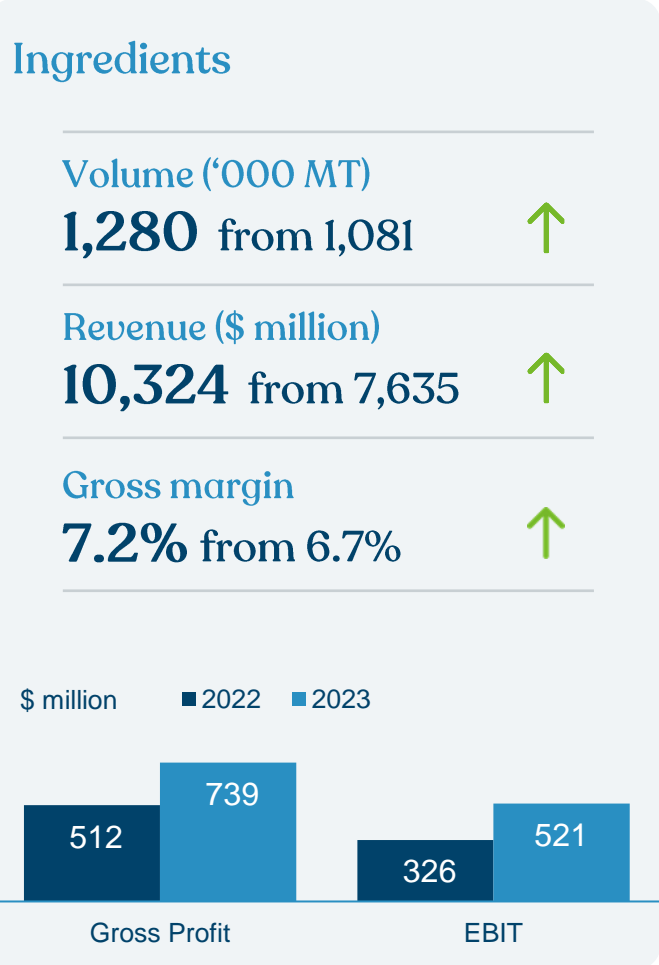 Ingredients
Volume (‘000 MT)
1,280 from 1,081
Revenue ($ million)
10,324 from 7,635
Gross margin
7.2% from 6.7%
$ million 2022 2023
512 739 326 521
Gross Profit EBIT